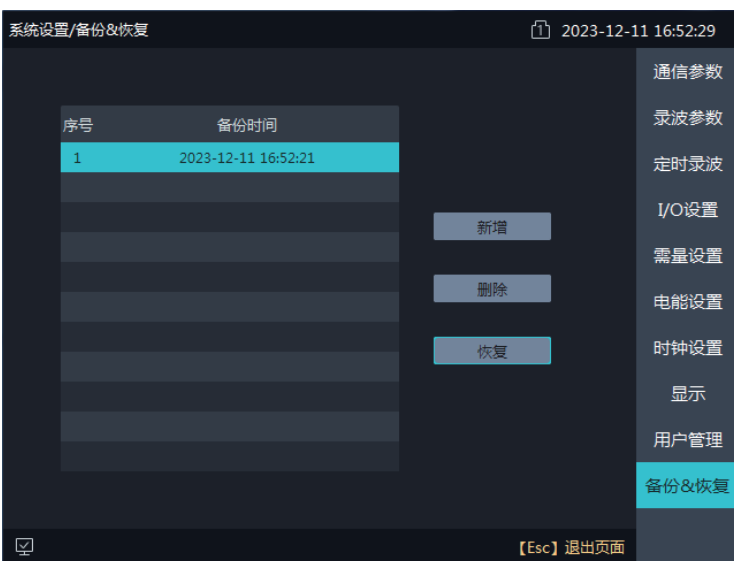 系统设置/备份&恢复
1 2023-12-11 16:52:29
序号 备份时间
1 2023-12-11 16:52:21
新增
删除
恢复
通信参数
录波参数
定时录波
I/O设置
需量设置
电能设置
时钟设置
显示
用户管理
备份&恢复
【Esc】退出页面